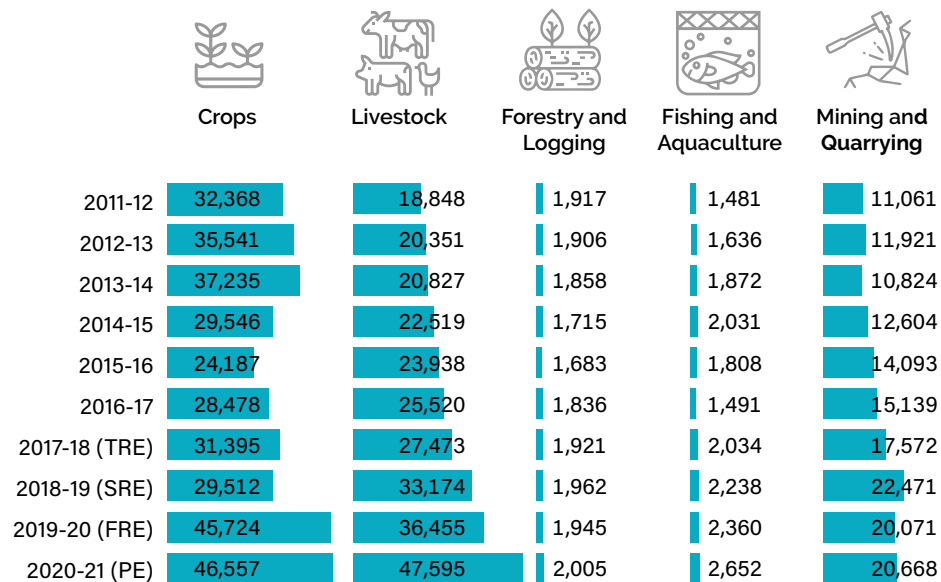 Crops Livestock Forestry and Fishing and Mining and
Logging Aquaculture Quarrying
2011-12 32,368 18,848 1,917 1,481 11,061
2012-13 35,541 20,351 1,906 1,636 11,921
2013-14 37,235 20,827 1,858 1,872 10,824
2014-15 29,546 22,519 1,715 2,031 12,604
2015-16 24,187 23,938 1,683 1,808 14,093
2016-17 28,478 25,520 1,836 1,491 15,139
2017-18 (TRE) 31,395 27,473 1,921 2,034 17,572
2018-19 (SRE) 29,512 33,174 1,962 2,238 22,471
2019-20 (FRE) 45,724 36,455 1,945 2,360 20,071
2020-21 (PE) 46,557 47,595 2,005 2,652 20,668